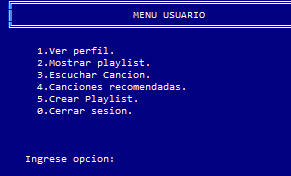 MENU USUARIO
1.Ver perfil.
2.Mostrar playlist.
3.Escuchar Cancion.
4.Canciones recomendadas.
5.Crear Playlist.
0.Cerrar sesion.
Ingrese opcion: